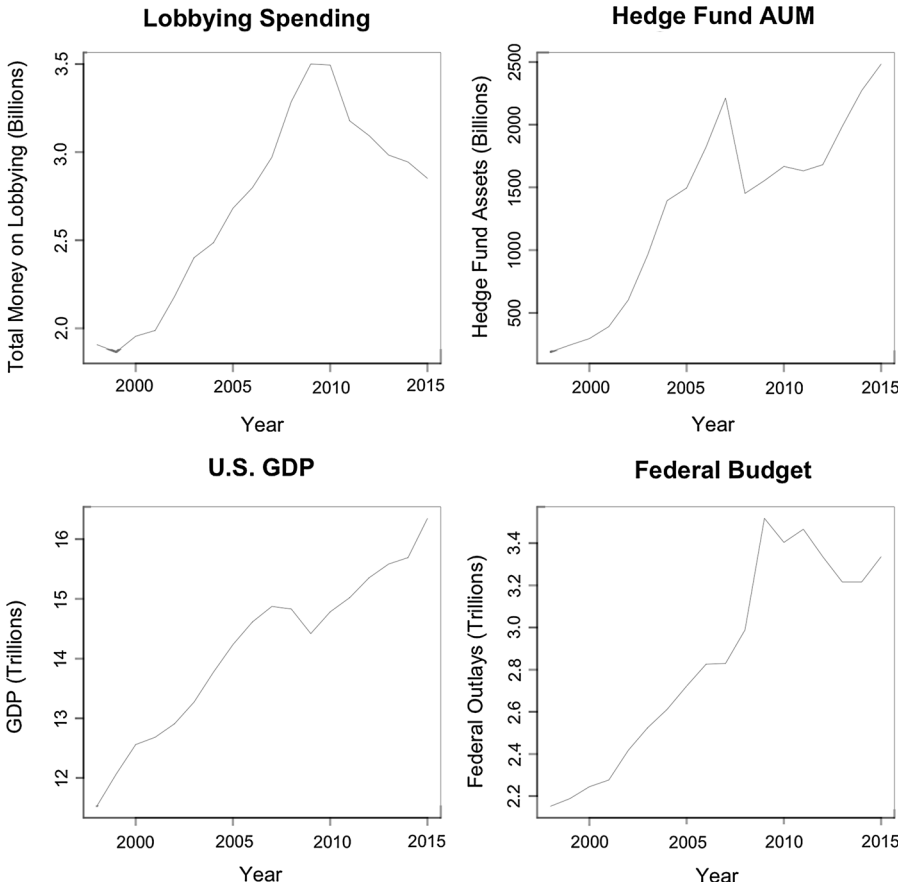 Lobbying Spending
Total Money on Lobbying (Billions)
3.5
3.0
2.5
2.0
2000 2005 2010 2015
Year
Hedge Fund AUM
Hedge Fund Assets (Billions)
2500
2000
1500
1000
500
2000 2005 2010 2015
Year
U.S. GDP
GDP (Trillions)
16
15
14
13
12
2000 2005 2010 2015
Year
Federal Budget
Federal Outlays (Trillions)
3.4
3.2
3.0
2.8
2.6
2.4
2.2
2000 2005 2010 2015
Year